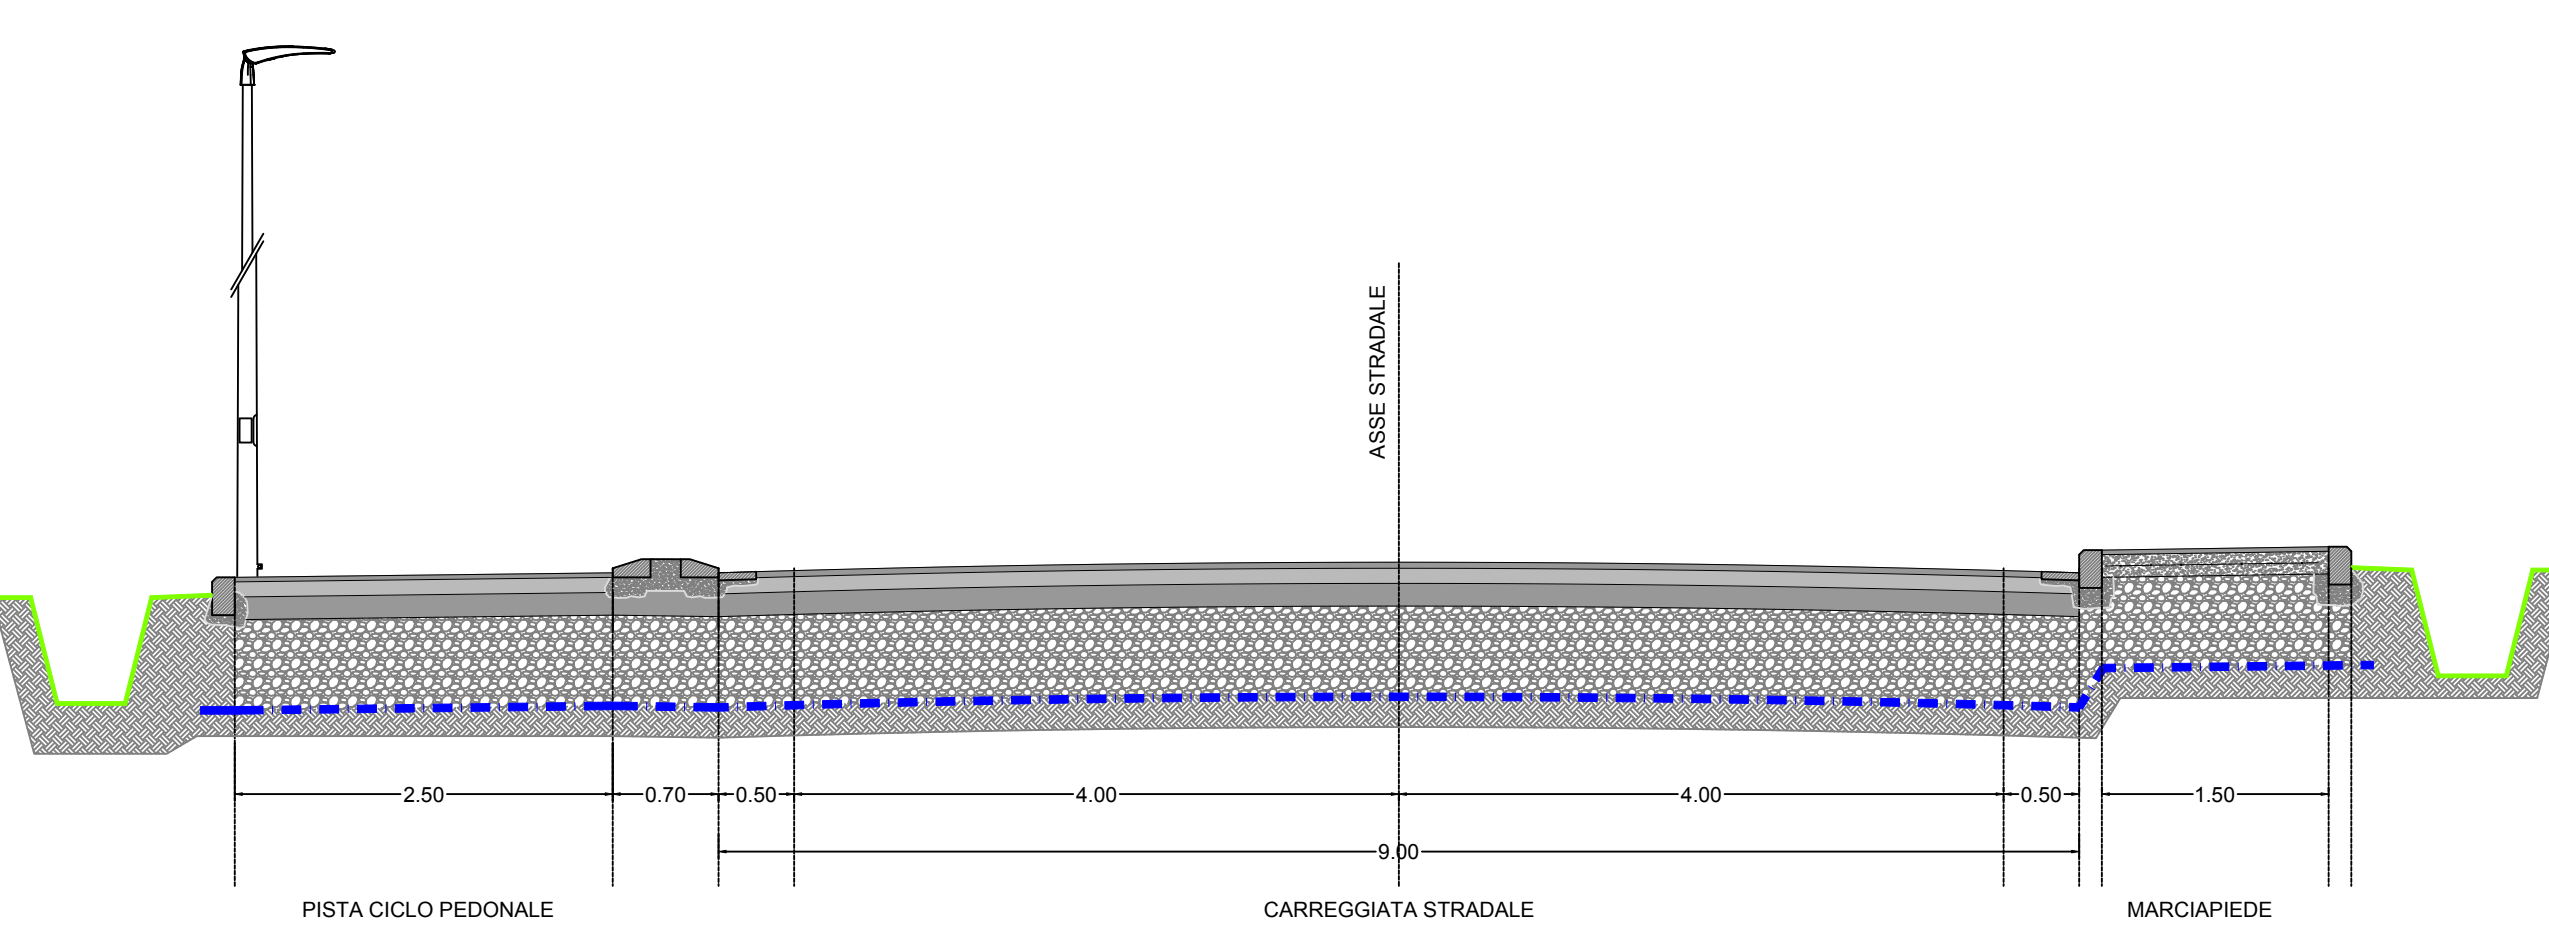 ASSE STRADALE
2.50 0.70 0.50 4.00 4.00 0.50 1.50
9.00
PISTA CICLO PEDONALE CARREGGIATA STRADALE MARCIAPIEDE